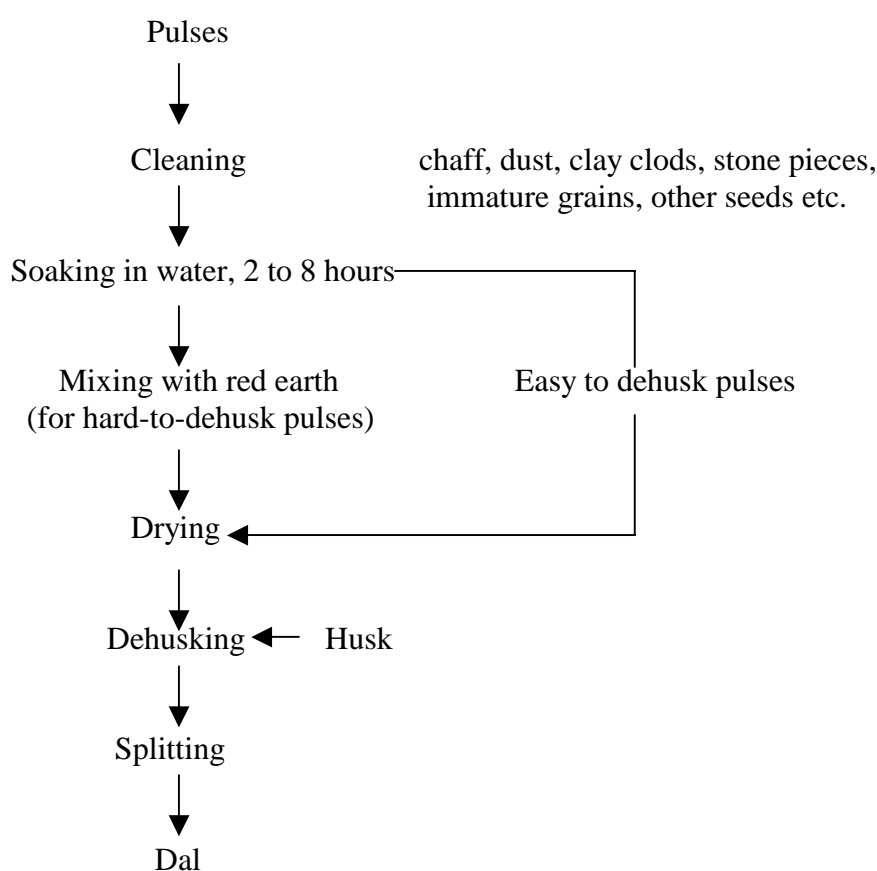 Pulses
Cleaning
chaff, dust, clay clods, stone pieces,
immature grains, other seeds etc.
Soaking in water, 2 to 8 hours
Mixing with red earth
(for hard-to-dehusk pulses)
Easy to dehusk pulses
Drying
Dehusking
Husk
Splitting
Dal